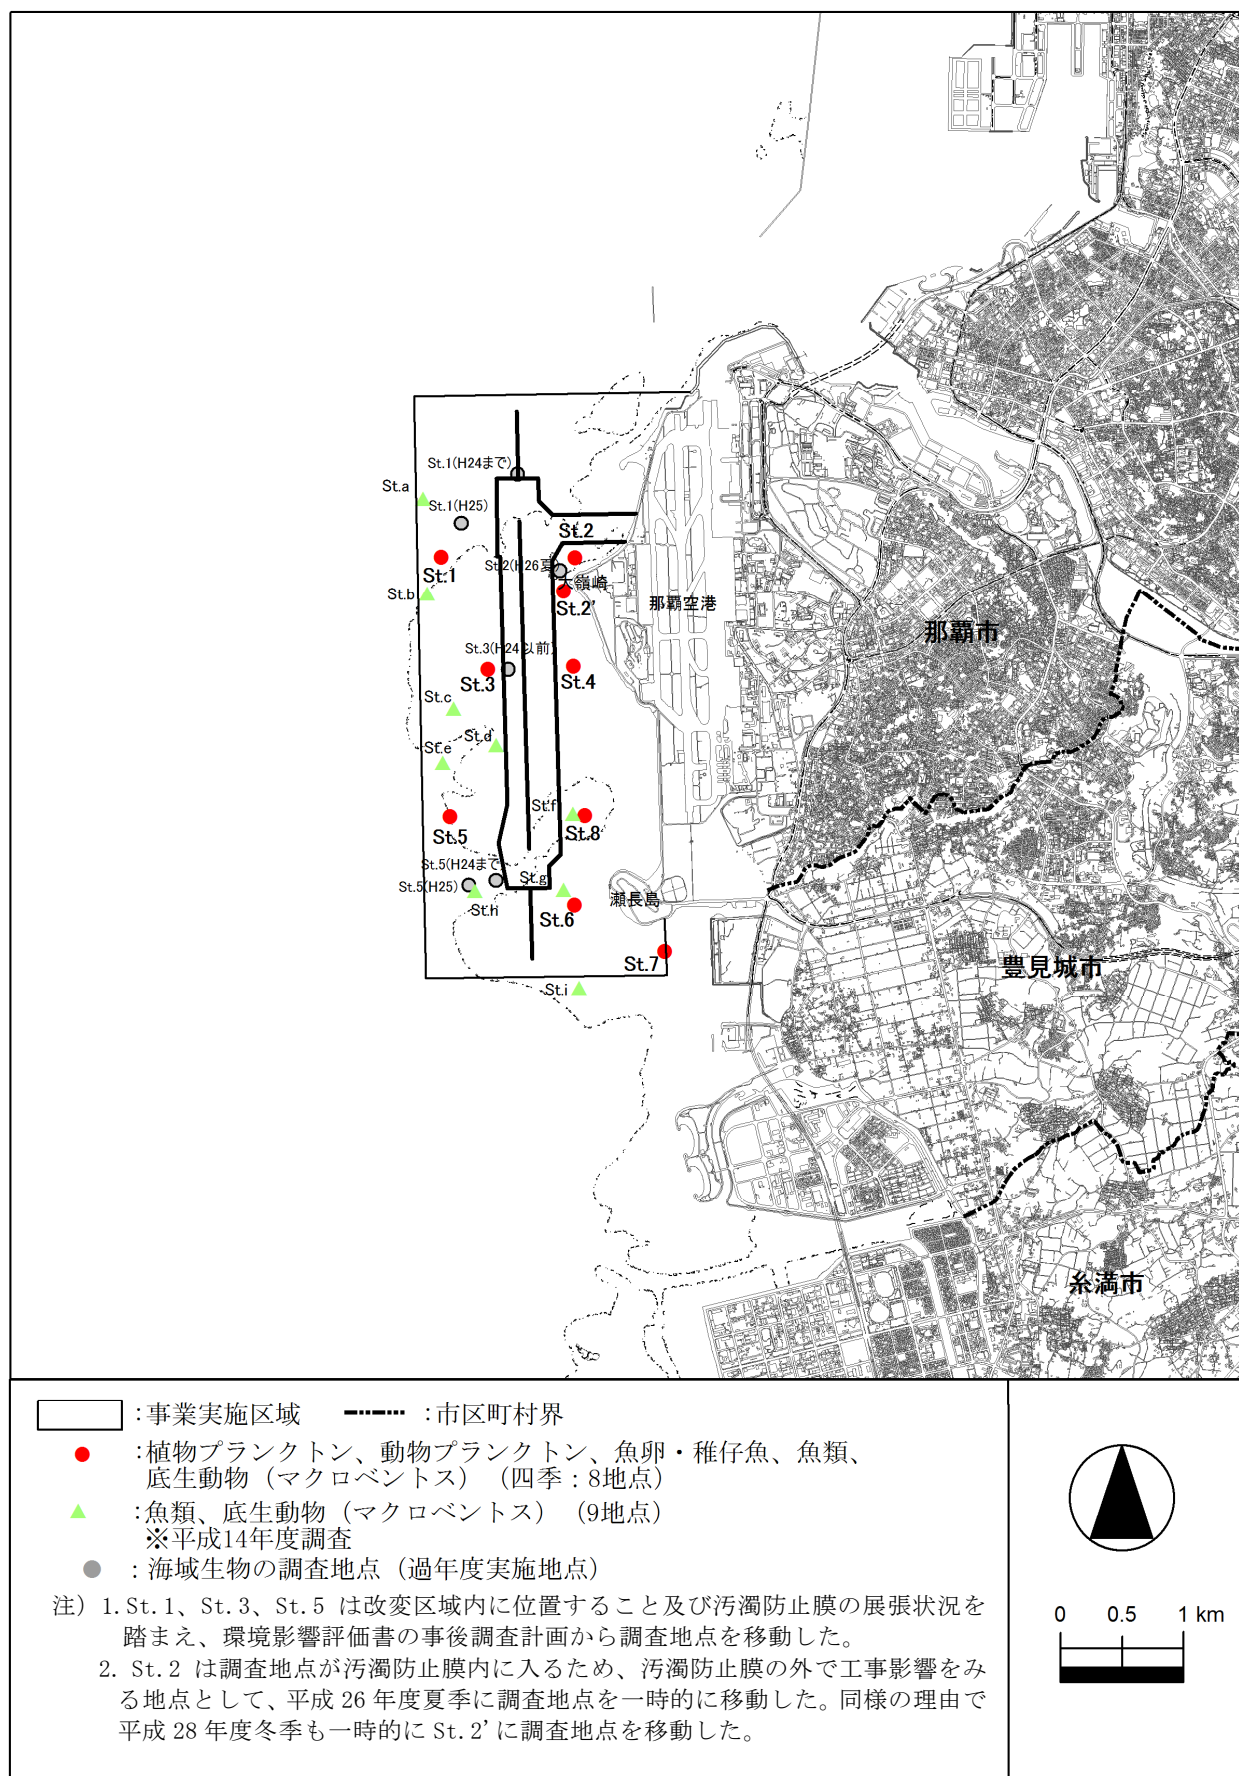 St.1(H24まで)
St.a
St.1(H25)
St.2
St.1
St.2(H26夏)
大嶺崎
St.b
St.2'
那覇空港
那覇市
St.3(H24以前)
St.3
St.4
St.c
St.d
St.e
St.f
St.5
St.8
St.5(H24まで)
St.5(H25)
St.g
St.h
瀬長島
St.6
St.7
豊見城市
St.i
糸満市
:事業実施区域
:市区町村界
:植物プランクトン、動物プランクトン、魚卵・稚仔魚、魚類、
底生動物（マクロベントス）（四季：8地点）
:魚類、底生動物（マクロベントス）（9地点）
※平成14年度調査
:海域生物の調査地点（過年度実施地点）
注）1.St.1、St.3、St.5 は改変区域内に位置すること及び汚濁防止膜の展張状況を
踏まえ、環境影響評価書の事後調査計画から調査地点を移動した。
2. St.2 は調査地点が汚濁防止膜内に入るため、汚濁防止膜の外で工事影響をみ
る地点として、平成 26 年度夏季に調査地点を一時的に移動した。同様の理由で
平成 28 年度冬季も一時的に St.2’に調査地点を移動した。
0 0.5 1 km